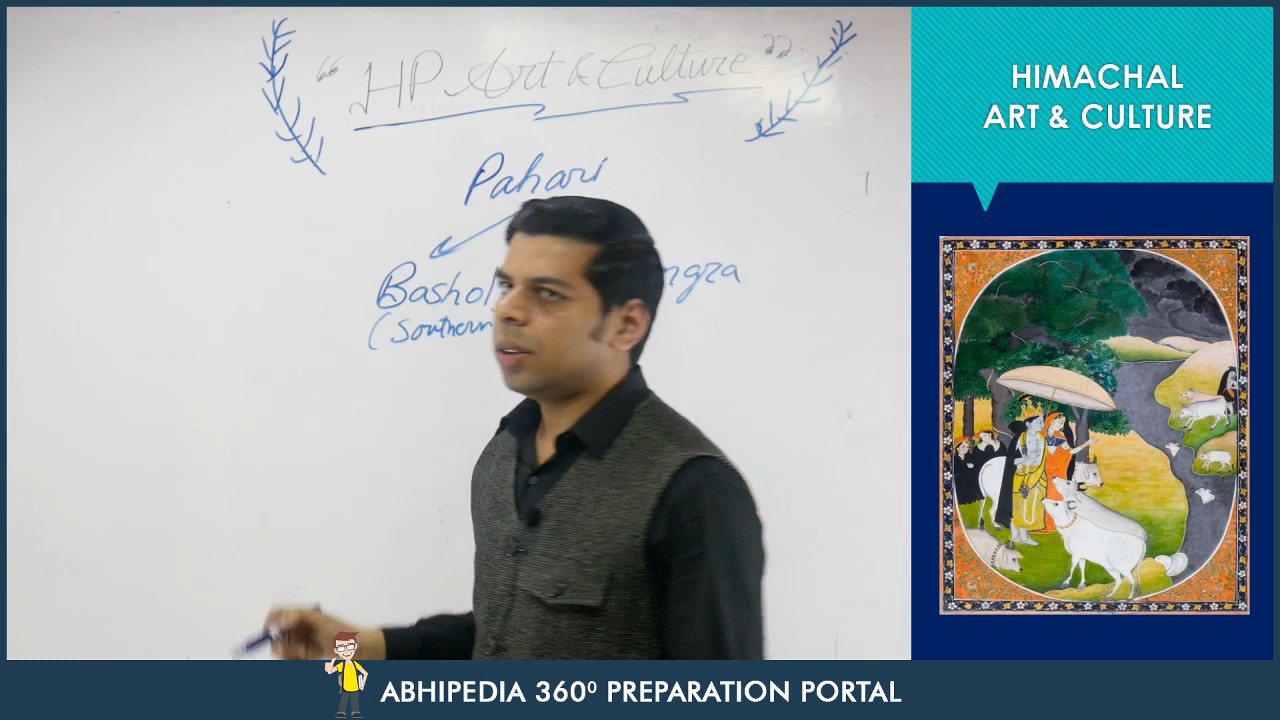 “HP Art & Culture”
Pahari
Bashol
ngra
(Southern
HIMACHAL
ART & CULTURE
ABHIPEDIA 360⁰ PREPARATION PORTAL